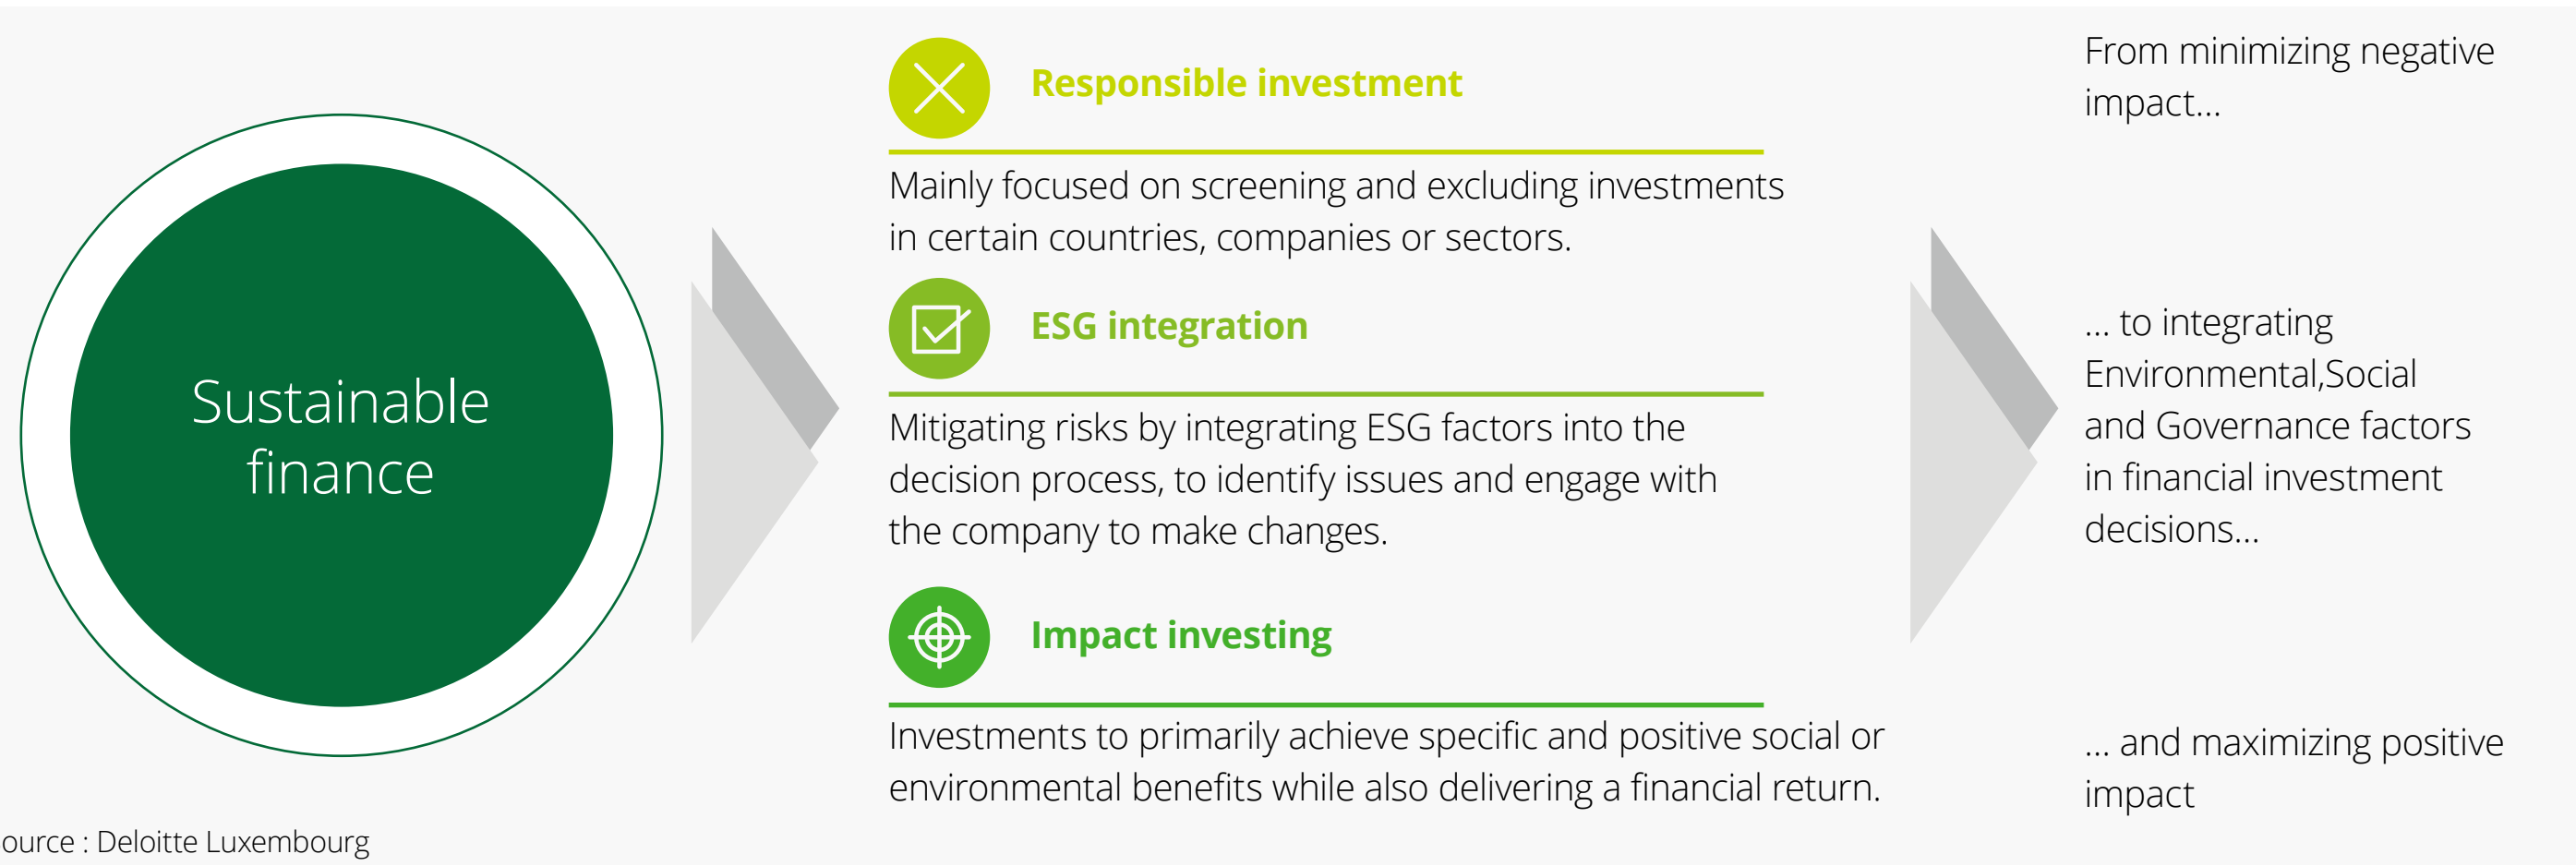 Sustainable
finance
Responsible investment
Mainly focused on screening and excluding investments
in certain countries, companies or sectors.
ESG integration
Mitigating risks by integrating ESG factors into the
decision process, to identify issues and engage with
the company to make changes.
Impact investing
Investments to primarily achieve specific and positive social or
environmental benefits while also delivering a financial return.
From minimizing negative
impact...
... to integrating
Environmental,Social
and Governance factors
in financial investment
decisions...
... and maximizing positive
impact
ource : Deloitte Luxembourg